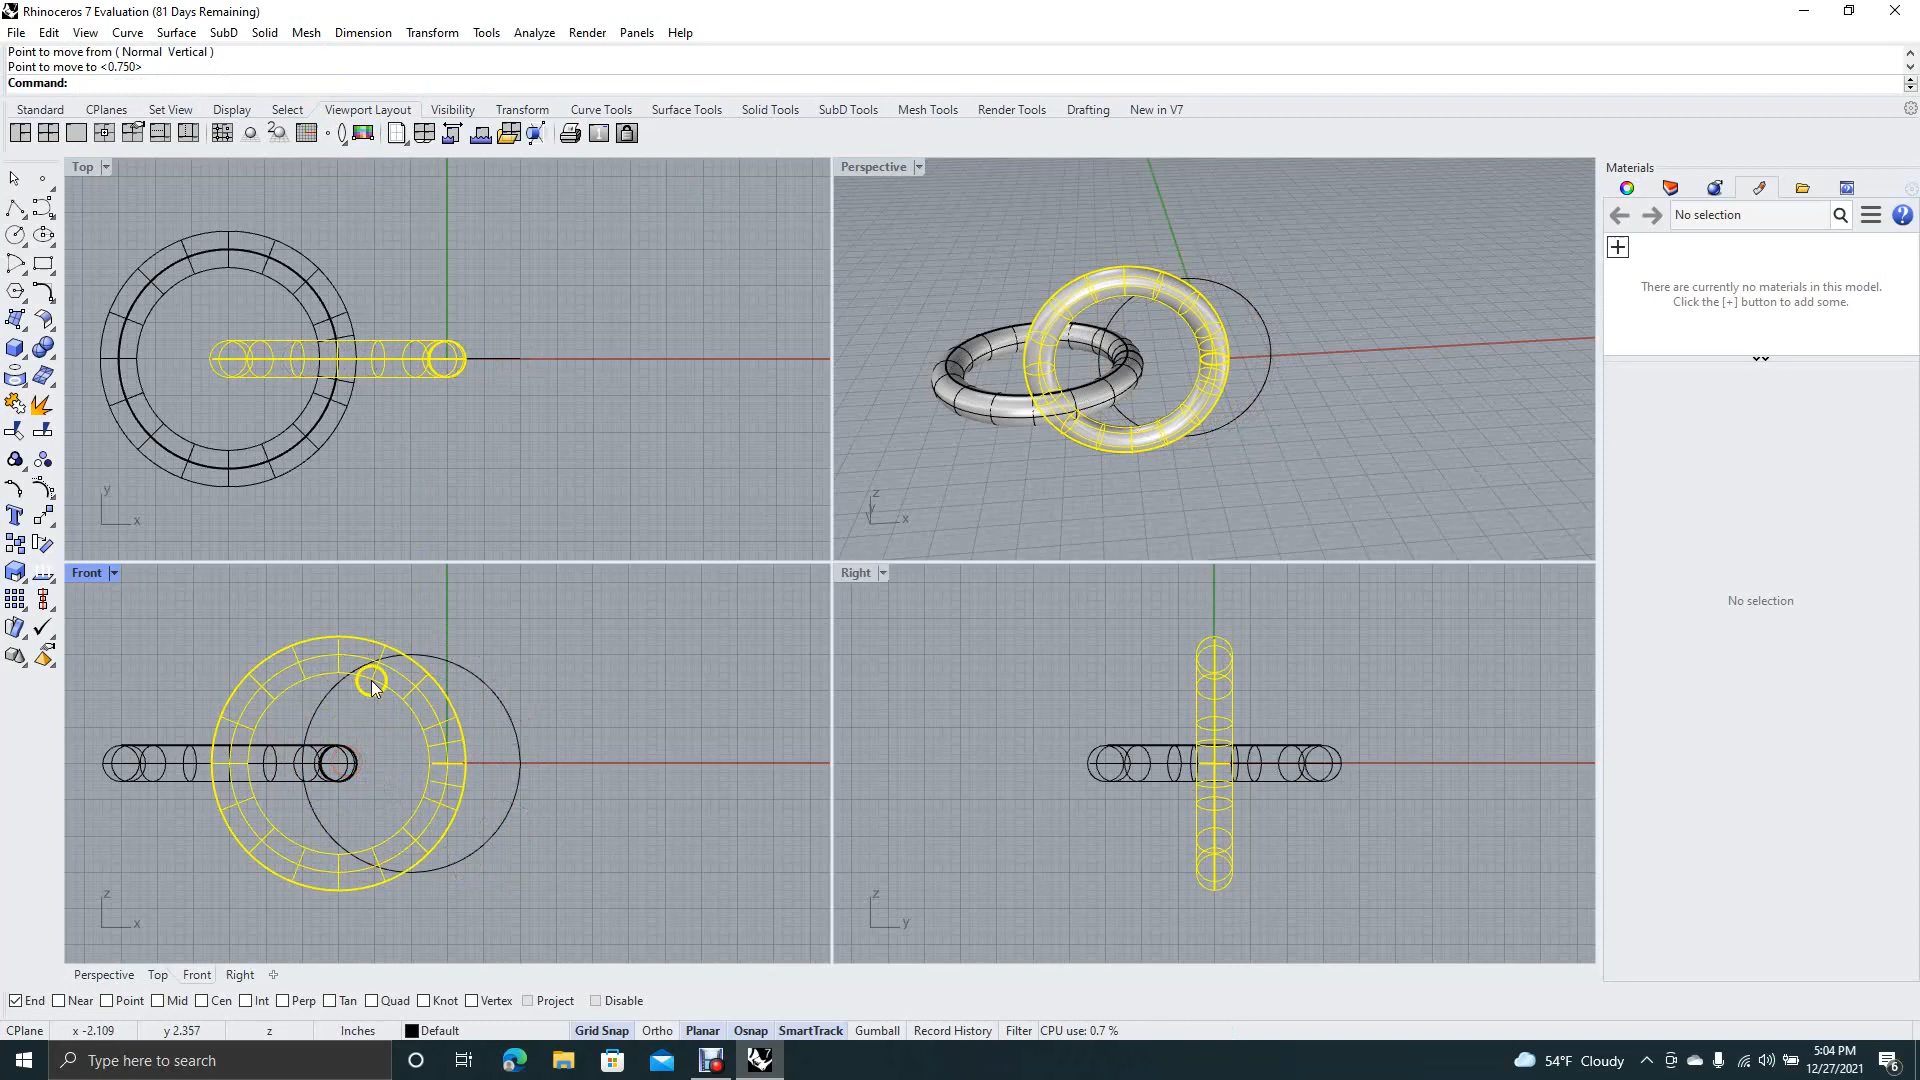 Rhinoceros 7 Evaluation (81 Days Remaining)
File Edit View Curve Surface SubD Solid Mesh Dimension Transform Tools Analyze Render Panels Help
Point to move from ( Normal Vertical )
Point to move to <0.750>
Command:
Standard CPlanes Set View Display Select Viewport Layout Visibility Transform Curve Tools Surface Tools Solid Tools SubD Tools Mesh Tools Render Tools Drafting New in V7
Top
Perspective
Materials
No selection
There are currently no materials in this model.
Click the [+] button to add some.
y
x
z
y
x
No selection
Front
Right
z
x
z
y
Perspective Top Front Right
End Near Point Mid Cen Int Perp Tan Quad Knot Vertex Project Disable
CPlane x -2.109 y 2.357 z Inches Default Grid Snap Ortho Planar Osnap SmartTrack Gumball Record History Filter CPU use: 0.7 %
Type here to search
54°F Cloudy
5:04 PM
12/27/2021
6